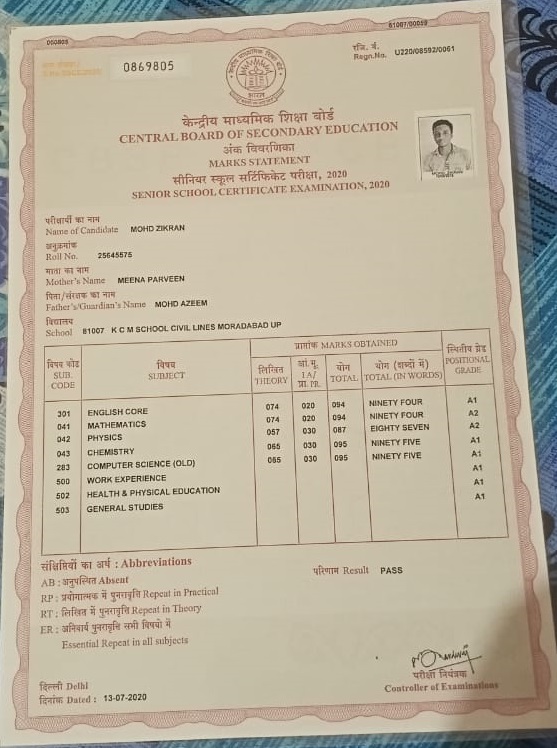 050805
61007/00059
0869805
रजि. नं.
Regn.No. U220/08592/0061
केन्द्रीय माध्यमिक शिक्षा बोर्ड
CENTRAL BOARD OF SECONDARY EDUCATION
अंक विवरणिका
MARKS STATEMENT
सीनियर स्कूल सर्टिफिकेट परीक्षा, 2020
SENIOR SCHOOL CERTIFICATE EXAMINATION, 2020
परीक्षार्थी का नाम
Name of Candidate MOHD ZIKRAN
अनुक्रमांक
Roll No. 25645575
माता का नाम
Mother's Name MEENA PARVEEN
पिता/संरक्षक का नाम
Father's/Guardian's Name MOHD AZEEM
विद्यालय
School 81007 K C M SCHOOL CIVIL LINES MORADABAD UP
विषय कोड SUB. CODE
विषय SUBJECT
प्राप्तांक MARKS OBTAINED
लिखित THEORY
आं.मू. I.A/ प्रा. PR.
योग TOTAL
योग (शब्दों में) TOTAL (IN WORDS)
स्थितीय ग्रेड POSITIONAL GRADE
301 ENGLISH CORE 074 020 094 NINETY FOUR A1
041 MATHEMATICS 074 020 094 NINETY FOUR A2
042 PHYSICS 057 030 087 EIGHTY SEVEN A2
043 CHEMISTRY 065 030 095 NINETY FIVE A1
283 COMPUTER SCIENCE (OLD) 065 030 095 NINETY FIVE A1
500 WORK EXPERIENCE A1
502 HEALTH & PHYSICAL EDUCATION A1
503 GENERAL STUDIES
संक्षिप्तियों का अर्थ : Abbreviations
AB : अनुपस्थित Absent
RP : प्रयोगात्मक में पुनरावृत्ति Repeat in Practical
RT : लिखित में पुनरावृत्ति Repeat in Theory
ER : अनिवार्य पुनरावृत्ति सभी विषयो में
Essential Repeat in all subjects
परिणाम Result PASS
दिल्ली Delhi
दिनांक Dated : 13-07-2020
परीक्षा नियंत्रक
Controller of Examinations